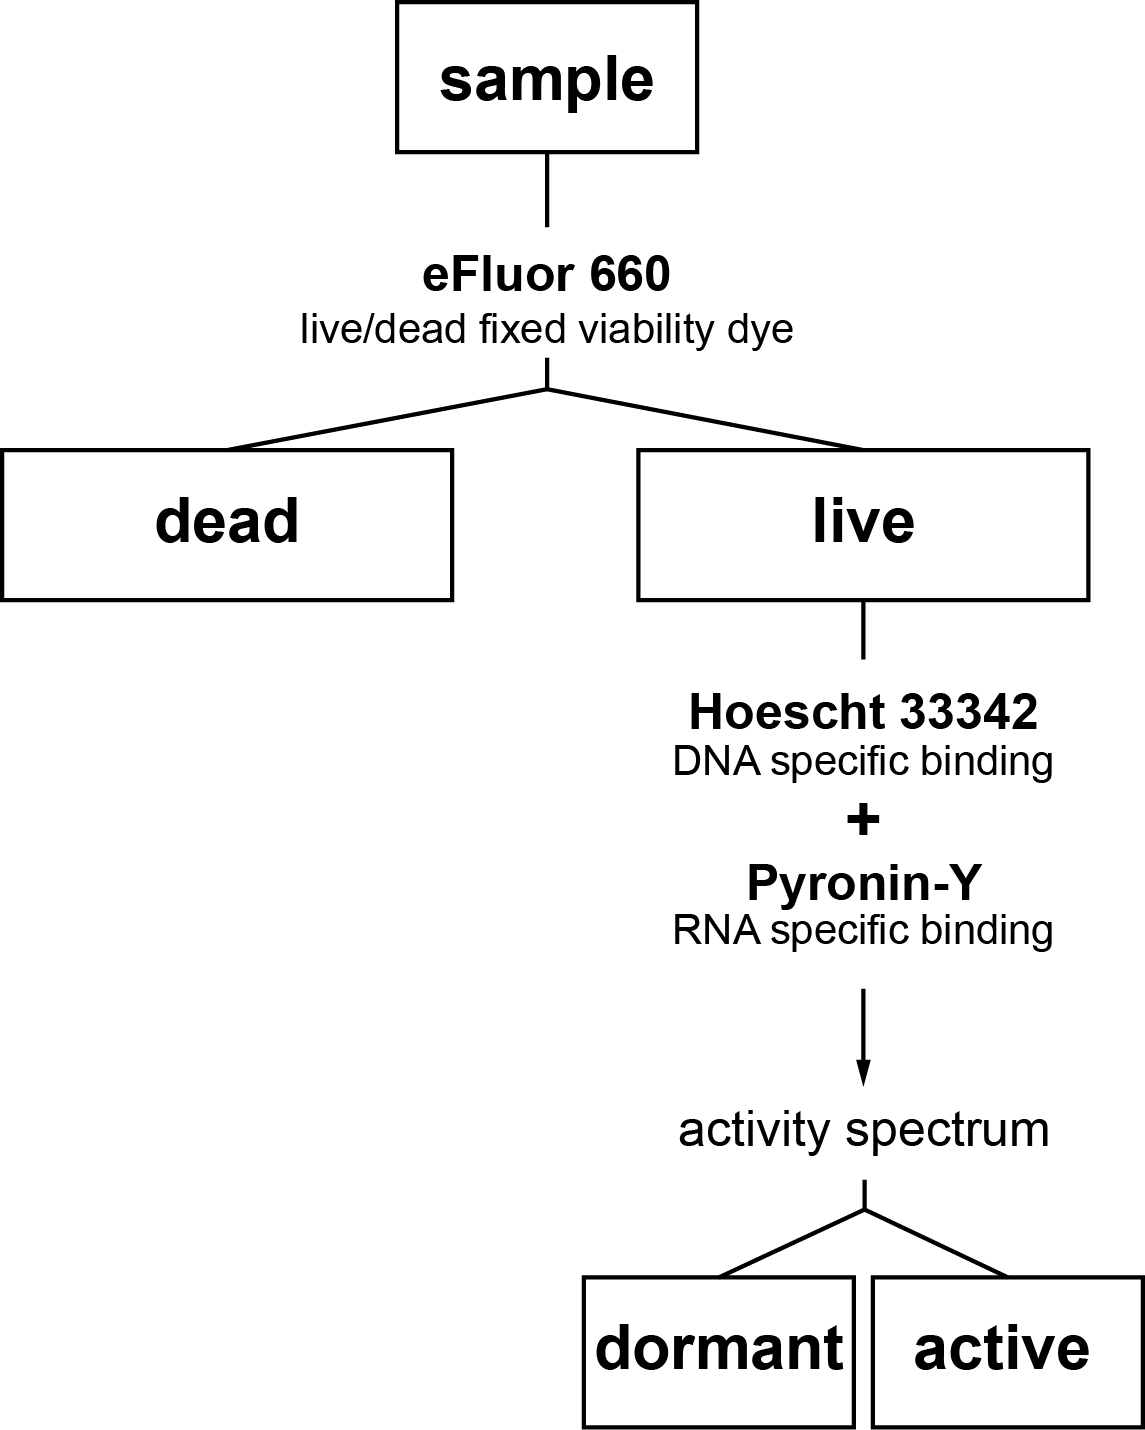 sample
eFluor 660
live/dead fixed viability dye
dead
live
Hoescht 33342
DNA specific binding
+
Pyronin-Y
RNA specific binding
activity spectrum
dormant
active